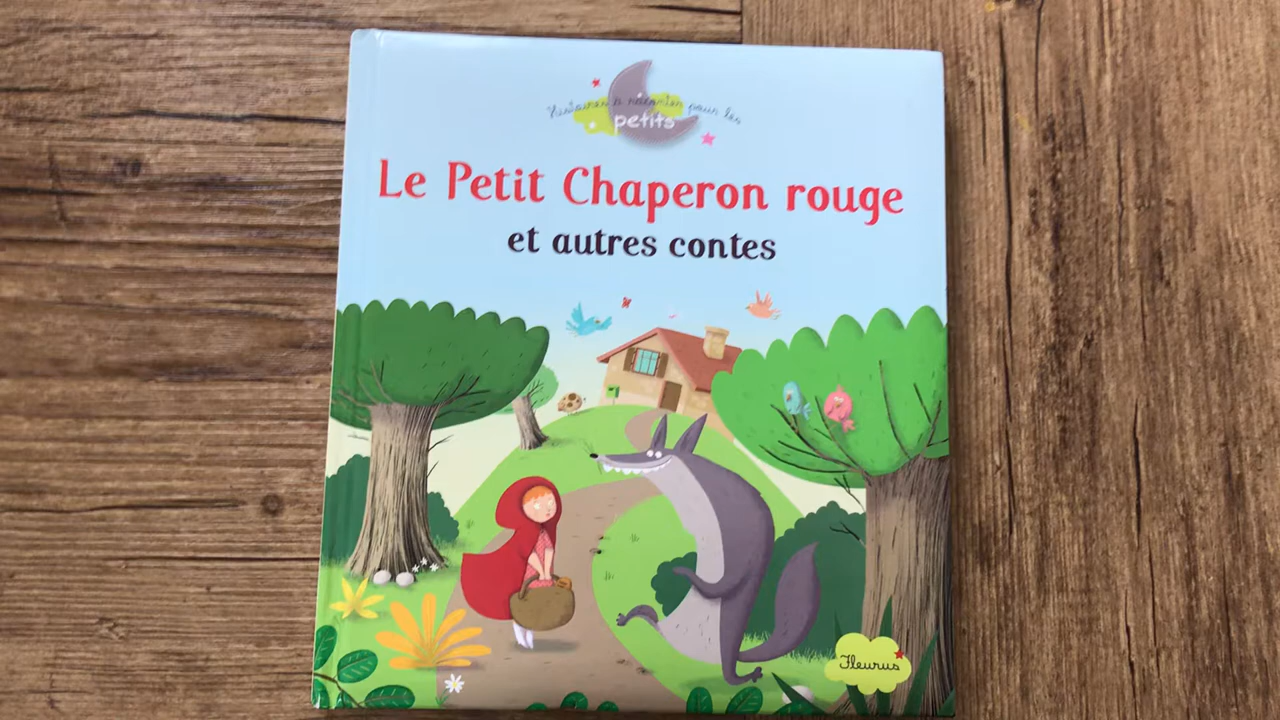 Histoires à raconter pour les
petits
Le Petit Chaperon rouge
et autres contes
Fleurus